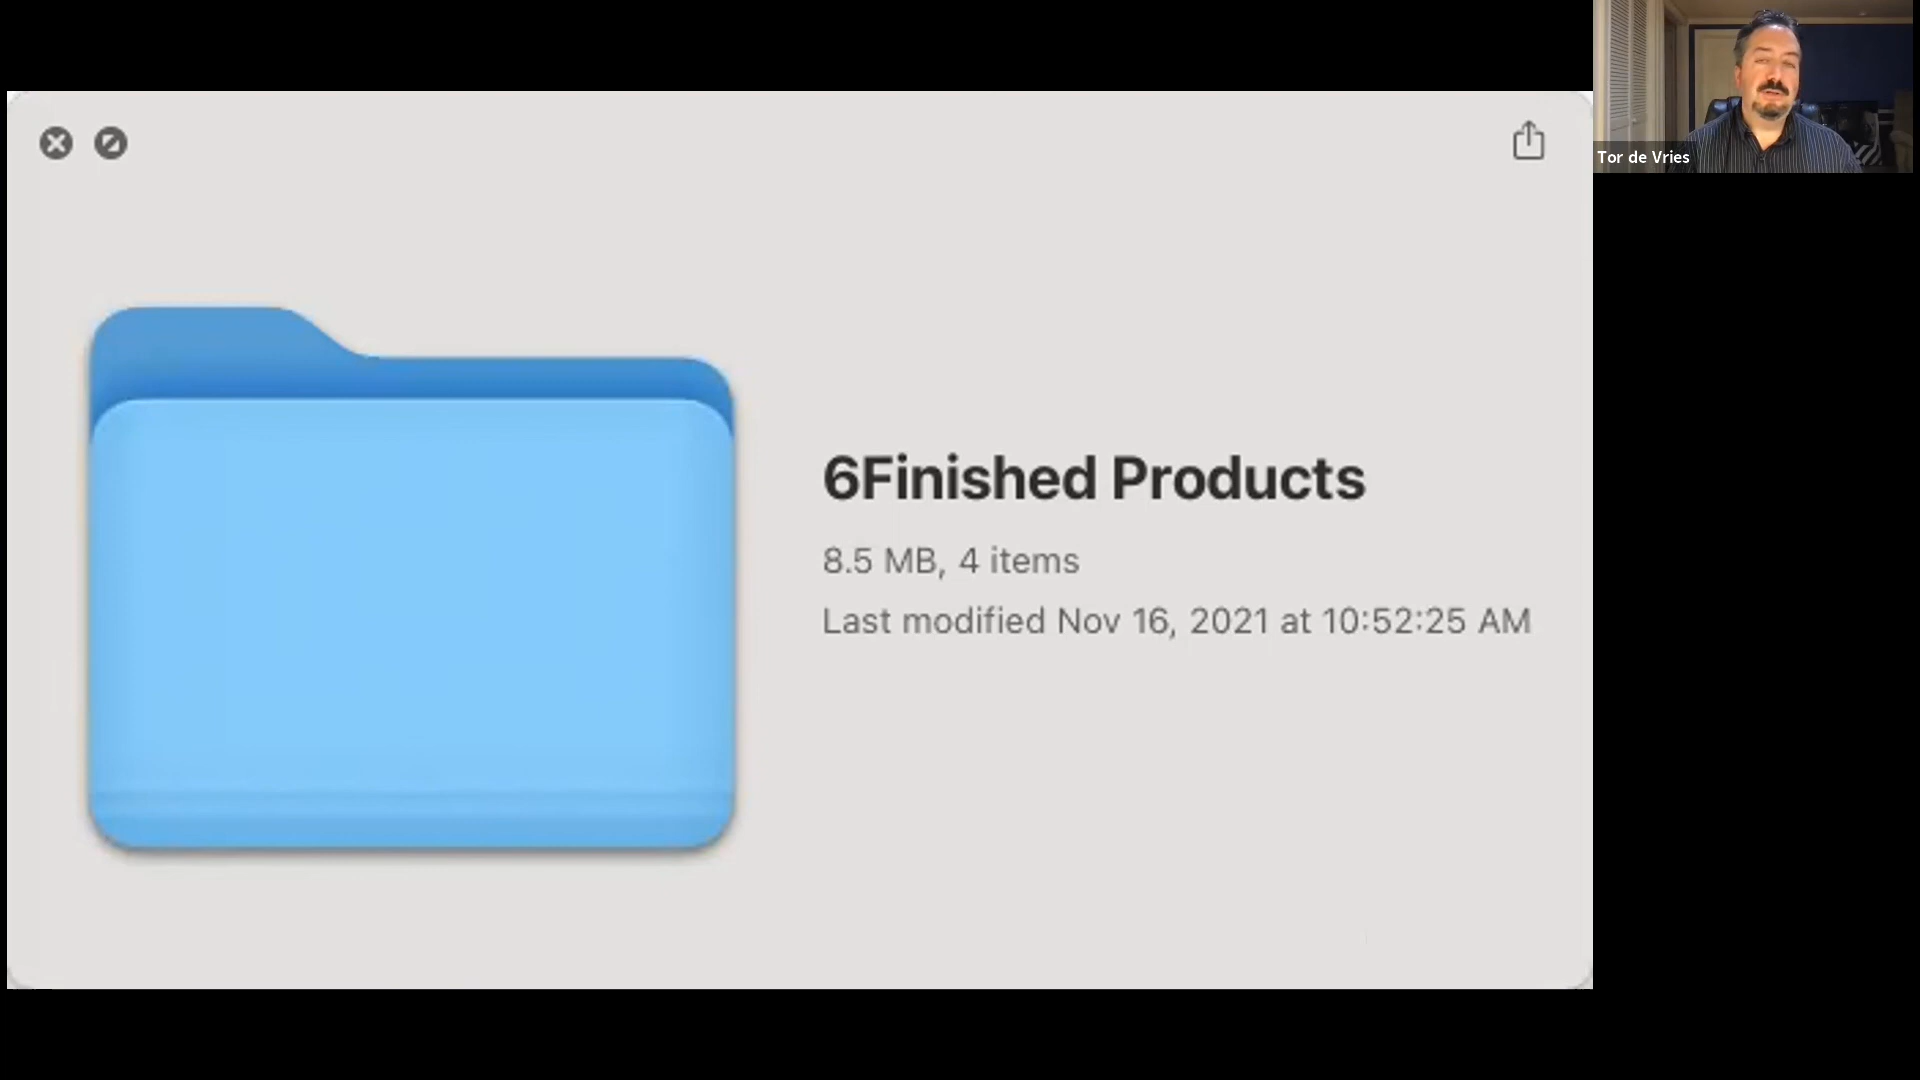 Tor de Vries
6Finished Products
8.5 MB, 4 items
Last modified Nov 16, 2021 at 10:52:25 AM